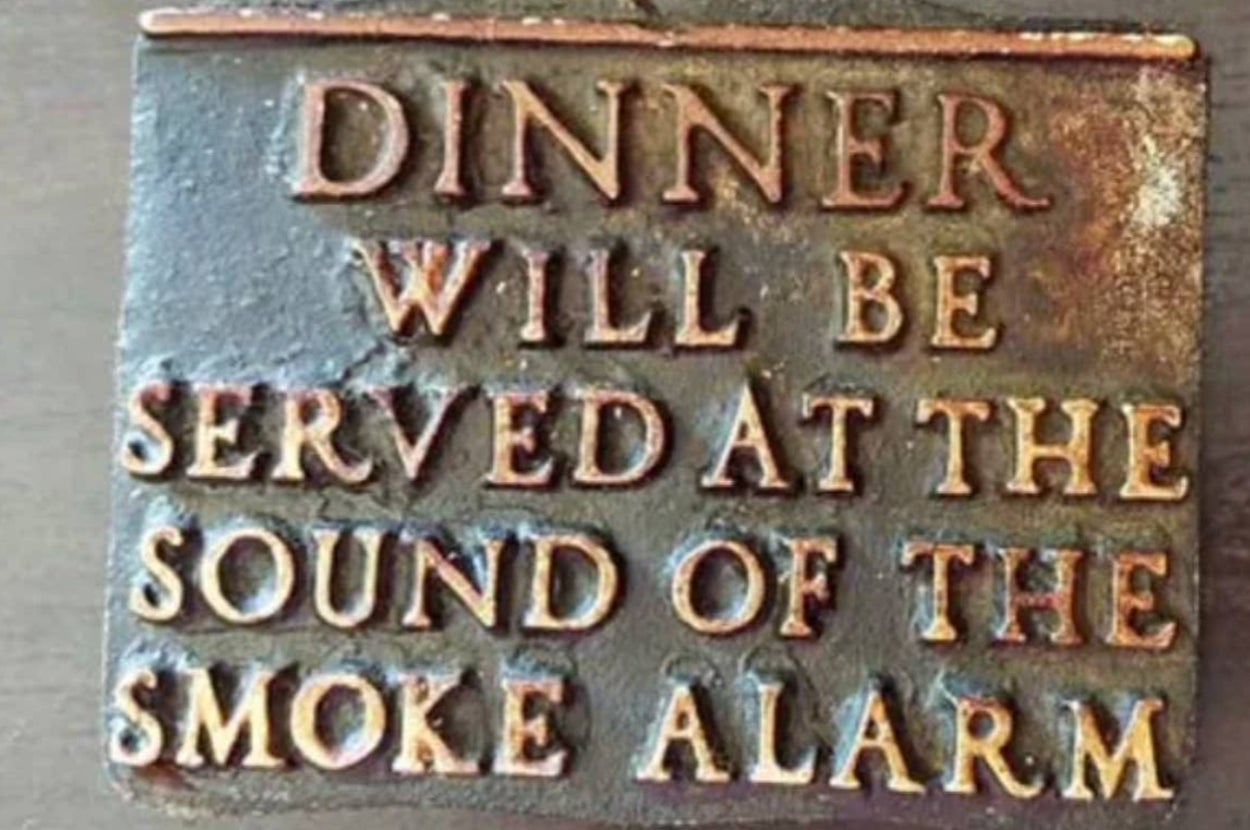 DINNER
WILL BE
SERVED AT THE
SOUND OF THE
SMOKE ALARM